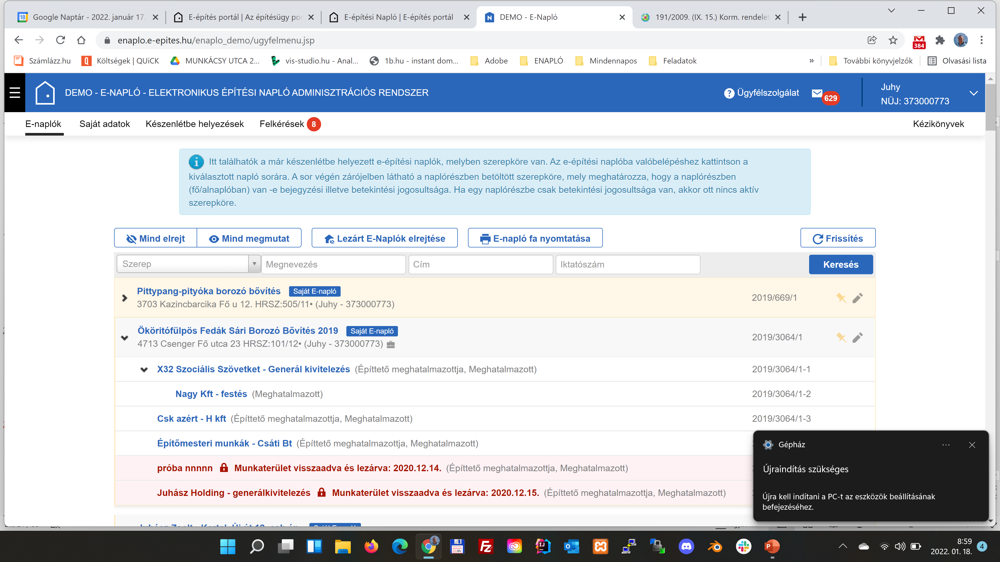 Google Naptár - 2022. január 17.
E-építés portál | Az építésügy por
E-építési Napló | E-építés portál
DEMO - E-Napló
191/2009. (IX. 15.) Korm. rendelet
enaplo.e-epites.hu/enaplo_demo/ugyfelmenu.jsp
384
Számlázz.hu
Költségek | QUiCK
MUNKÁCSY UTCA 2...
vis-studio.hu - Anal...
1b.hu - instant dom...
Adobe
ENAPLÓ
Mindennapos
Feladatok
»
További könyvjelzők
Olvasási lista
DEMO - E-NAPLÓ - ELEKTRONIKUS ÉPÍTÉSI NAPLÓ ADMINISZTRÁCIÓS RENDSZER
Ügyfélszolgálat
629
Juhy
NÜJ: 373000773
E-naplók
Saját adatok
Készenlétbe helyezések
Felkérések 8
Kézikönyvek
Itt találhatók a már készenlétbe helyezett e-építési naplók, melyben szerepköre van. Az e-építési naplóba valóbelépéshez kattintson a
kiválasztott napló sorára. A sor végén zárójelben látható a naplórészben betöltött szerepköre, mely meghatározza, hogy a naplórészben
(fő/alnaplóban) van -e bejegyzési illetve betekintési jogosultsága. Ha egy naplórészbe csak betekintési jogosultsága van, akkor ott nincs aktív
szerepköre.
Mind elrejt
Mind megmutat
Lezárt E-Naplók elrejtése
E-napló fa nyomtatása
Frissítés
Szerep
Megnevezés
Cím
Iktatószám
Keresés
Pittypang-pityóka borozó bővítés Saját E-napló
3703 Kazincbarcika Fő u 12. HRSZ:505/11• (Juhy - 373000773)
2019/669/1
Ököritófülpös Fedák Sári Borozó Bővítés 2019 Saját E-napló
4713 Csenger Fő utca 23 HRSZ:101/12• (Juhy - 373000773)
2019/3064/1
X32 Szociális Szövetket - Generál kivitelezés (Építtető meghatalmazottja, Meghatalmazott)
2019/3064/1-1
Nagy Kft - festés (Meghatalmazott)
2019/3064/1-2
Csk azért - H kft (Építtető meghatalmazottja, Meghatalmazott)
2019/3064/1-3
Építőmesteri munkák - Csáti Bt (Építtető meghatalmazottja, Meghatalmazott)
próba nnnnn Munkaterület visszaadva és lezárva: 2020.12.14. (Építtető meghatalmazottja, Meghatalmazott)
Juhász Holding - generálkivitelezés Munkaterület visszaadva és lezárva: 2020.12.15. (Építtető meghatalmazottja, Meghatalmazott)
Gépház
Újraindítás szükséges
Újra kell indítani a PC-t az eszközök beállításának
befejezéséhez.
8:59
2022. 01. 18.
4